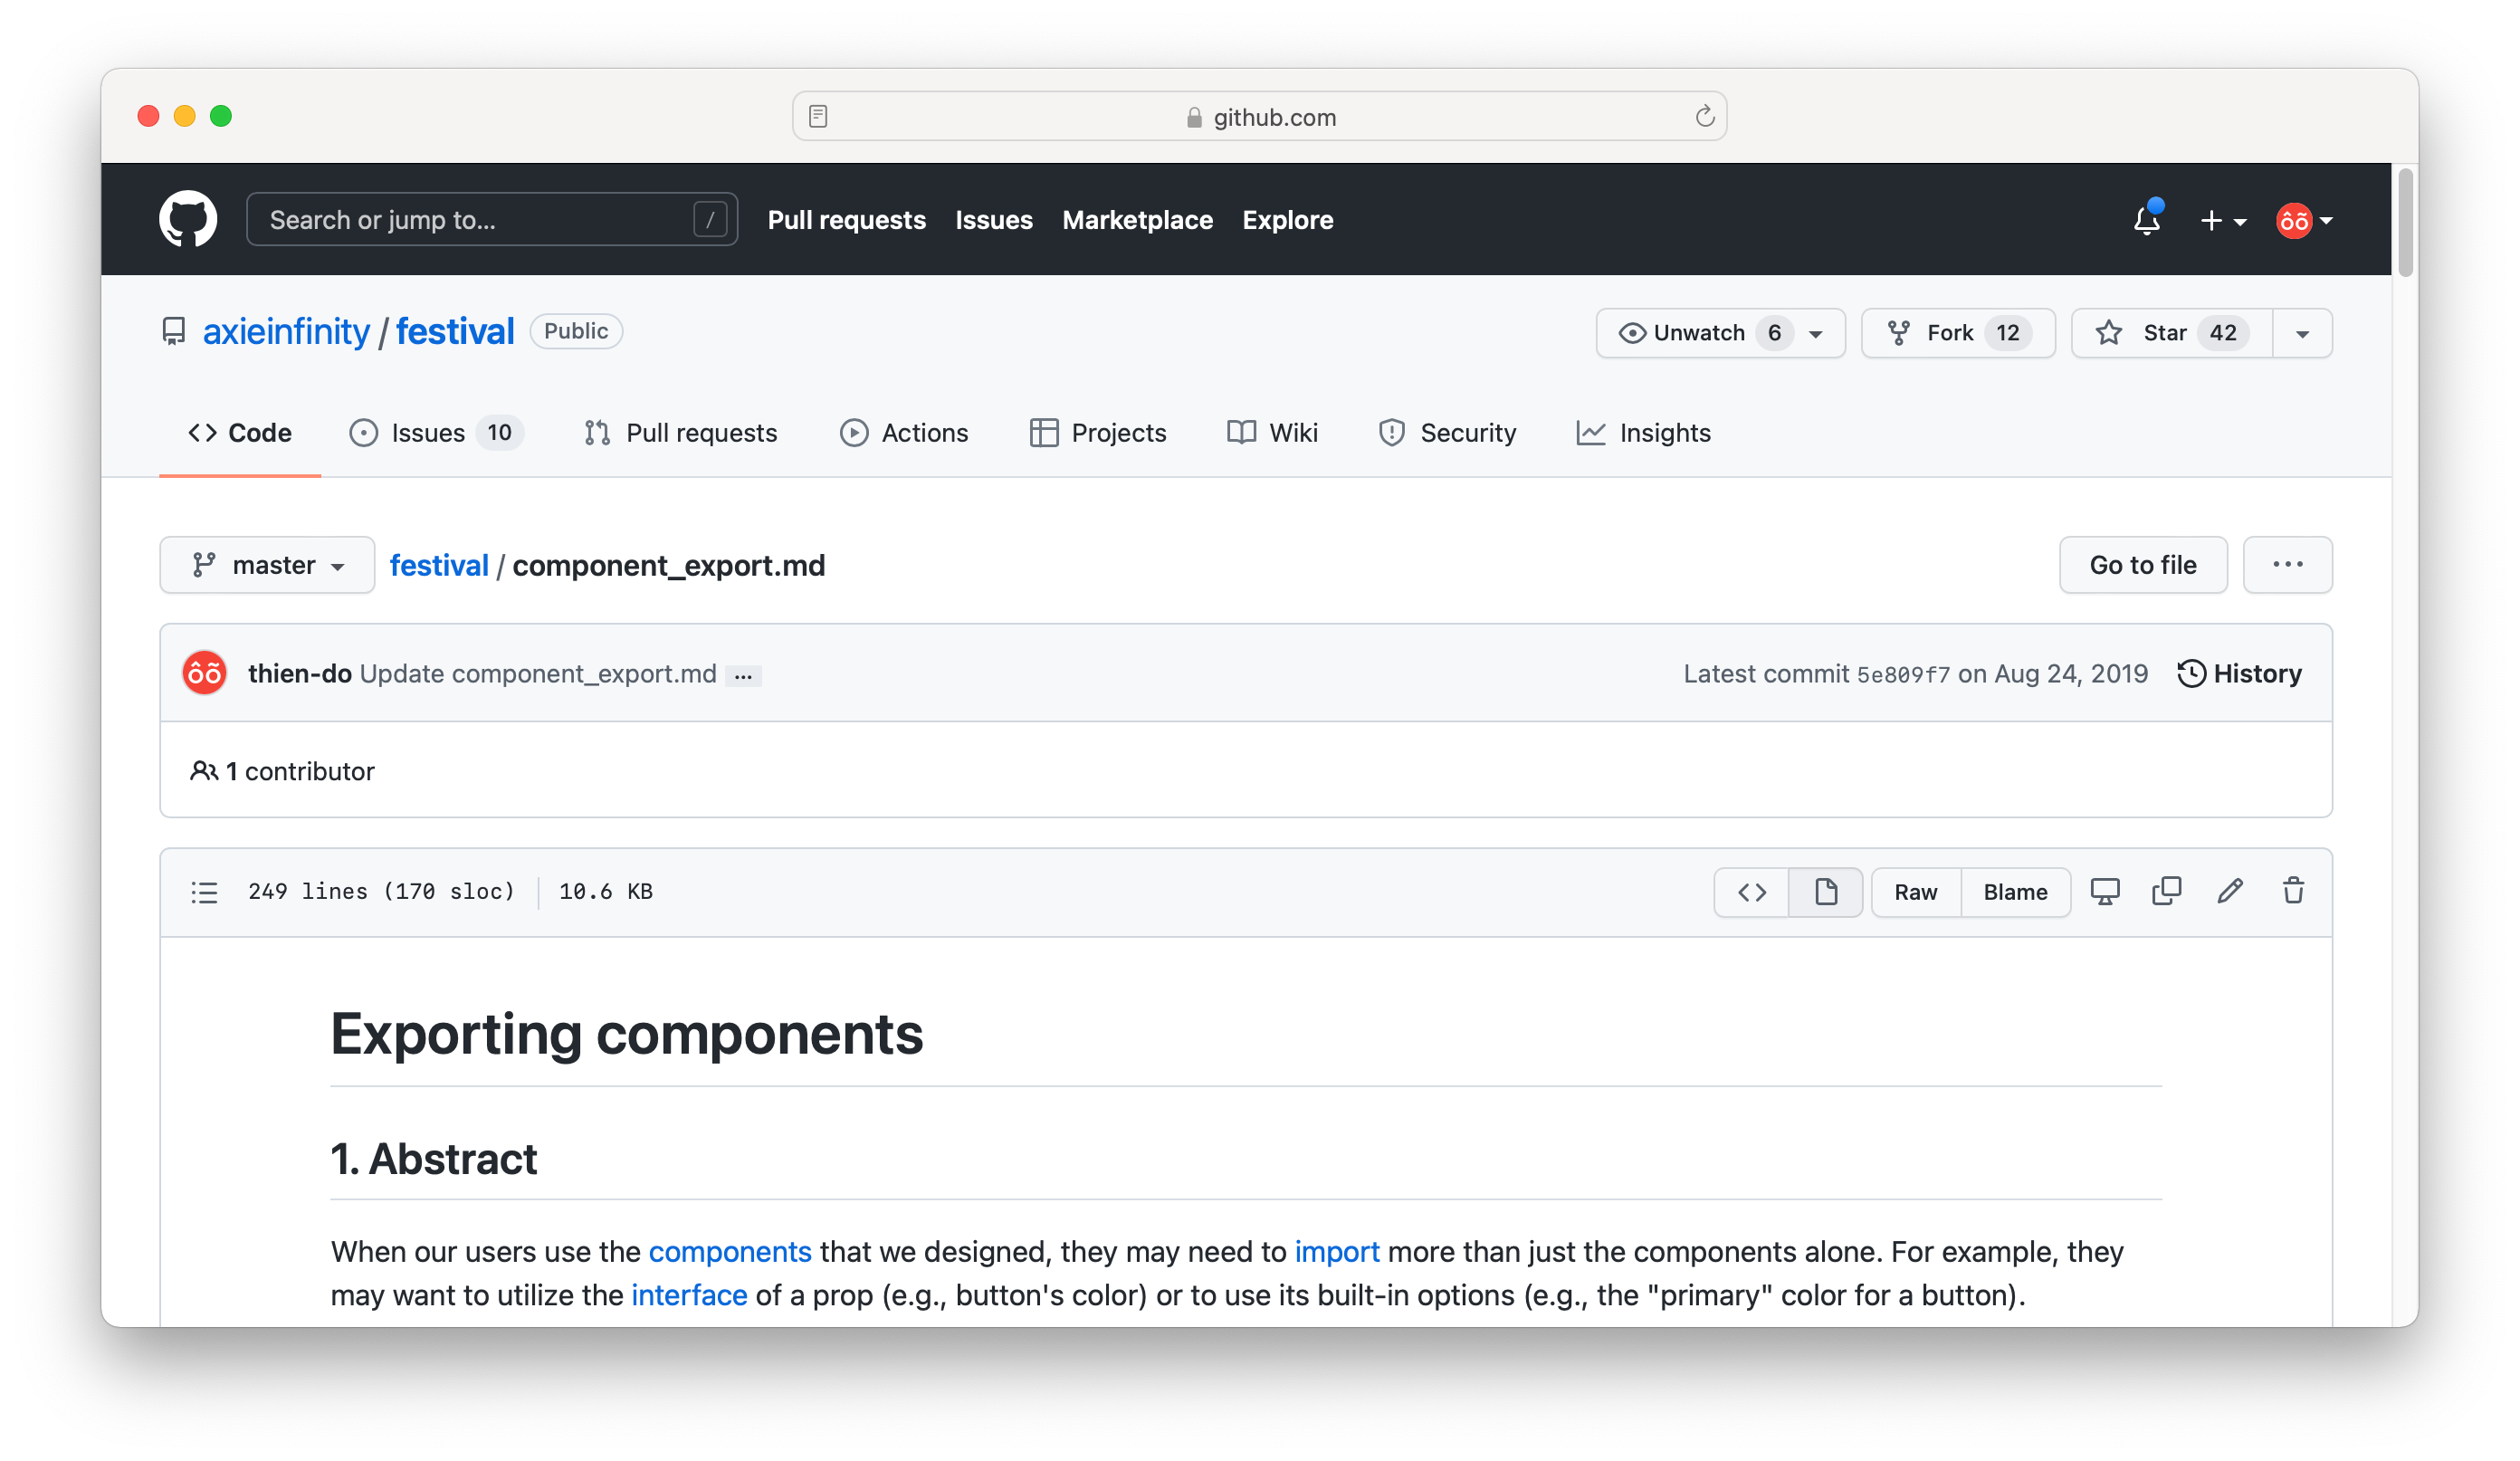 github.com
Search or jump to... / Pull requests Issues Marketplace Explore ôõ
axieinfinity / festival Public Unwatch 6 Fork 12 Star 42
Code Issues 10 Pull requests Actions Projects Wiki Security Insights
master festival / component_export.md Go to file ...
ôõ thien-do Update component_export.md ... Latest commit 5e809f7 on Aug 24, 2019 History
1 contributor
249 lines (170 sloc) 10.6 KB Raw Blame
Exporting components
1. Abstract
When our users use the components that we designed, they may need to import more than just the components alone. For example, they
may want to utilize the interface of a prop (e.g., button's color) or to use its built-in options (e.g., the "primary" color for a button).